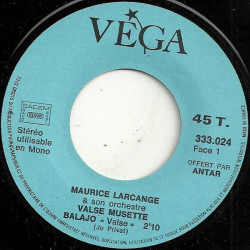 VEGA
SACEM
Stéréo
utilisable
en Mono
45 T.
333.024
Face 1
OFFERT PAR
ANTAR
MAURICE LARCANGE
& son orchestre
VALSE MUSETTE
BALAJO « Valse » 2'10
(Jo Privat)